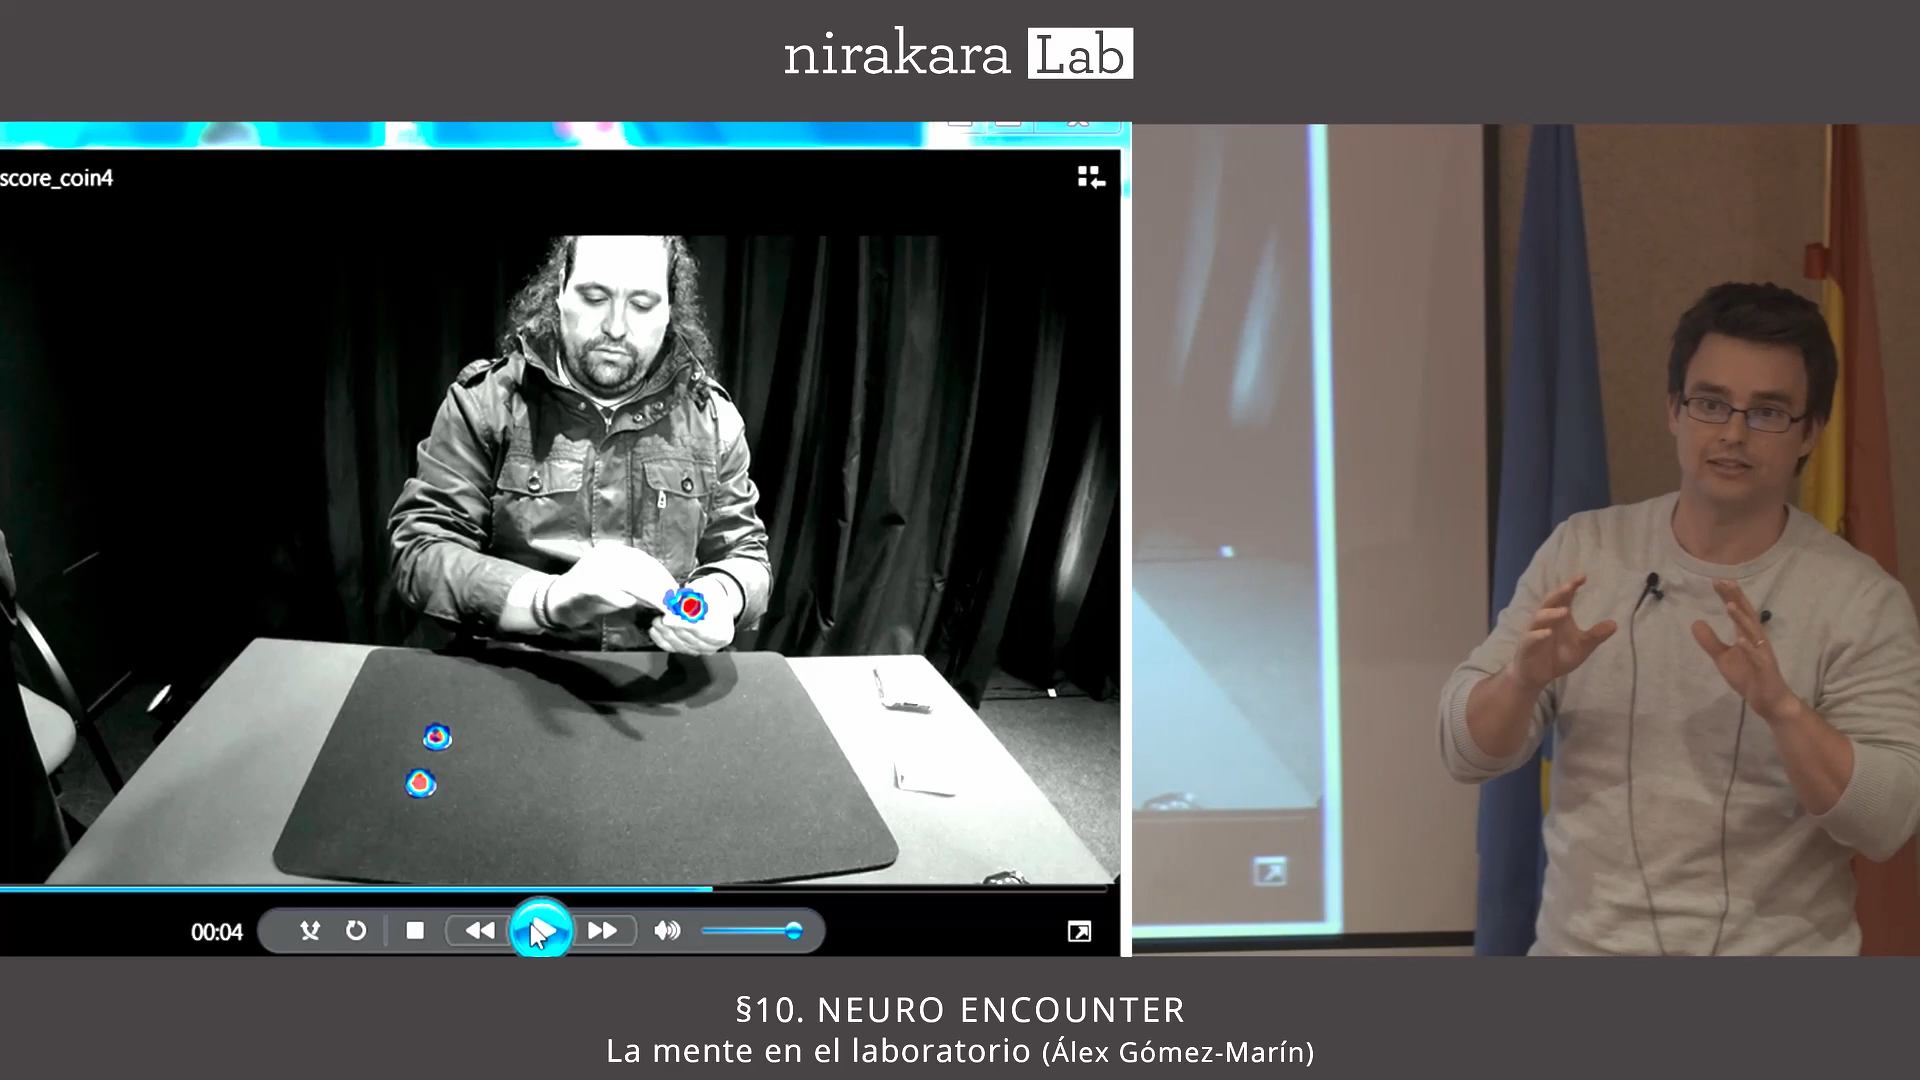 nirakara Lab
score_coin4
00:04
§10. NEURO ENCOUNTER
La mente en el laboratorio (Álex Gómez-Marín)